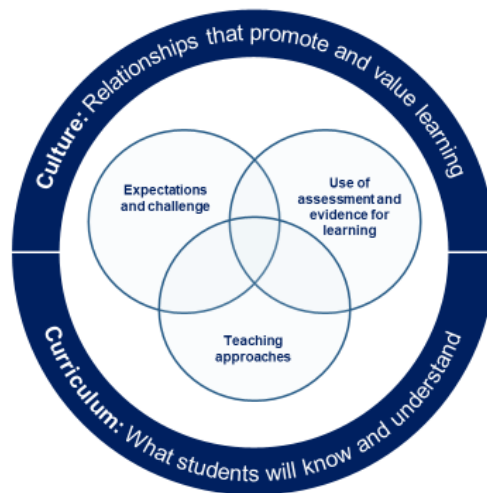 Culture: Relationships that promote and value learning
Expectations
and challenge
Use of
assessment and
evidence for
learning
Teaching
approaches
Curriculum: What students will know and understand